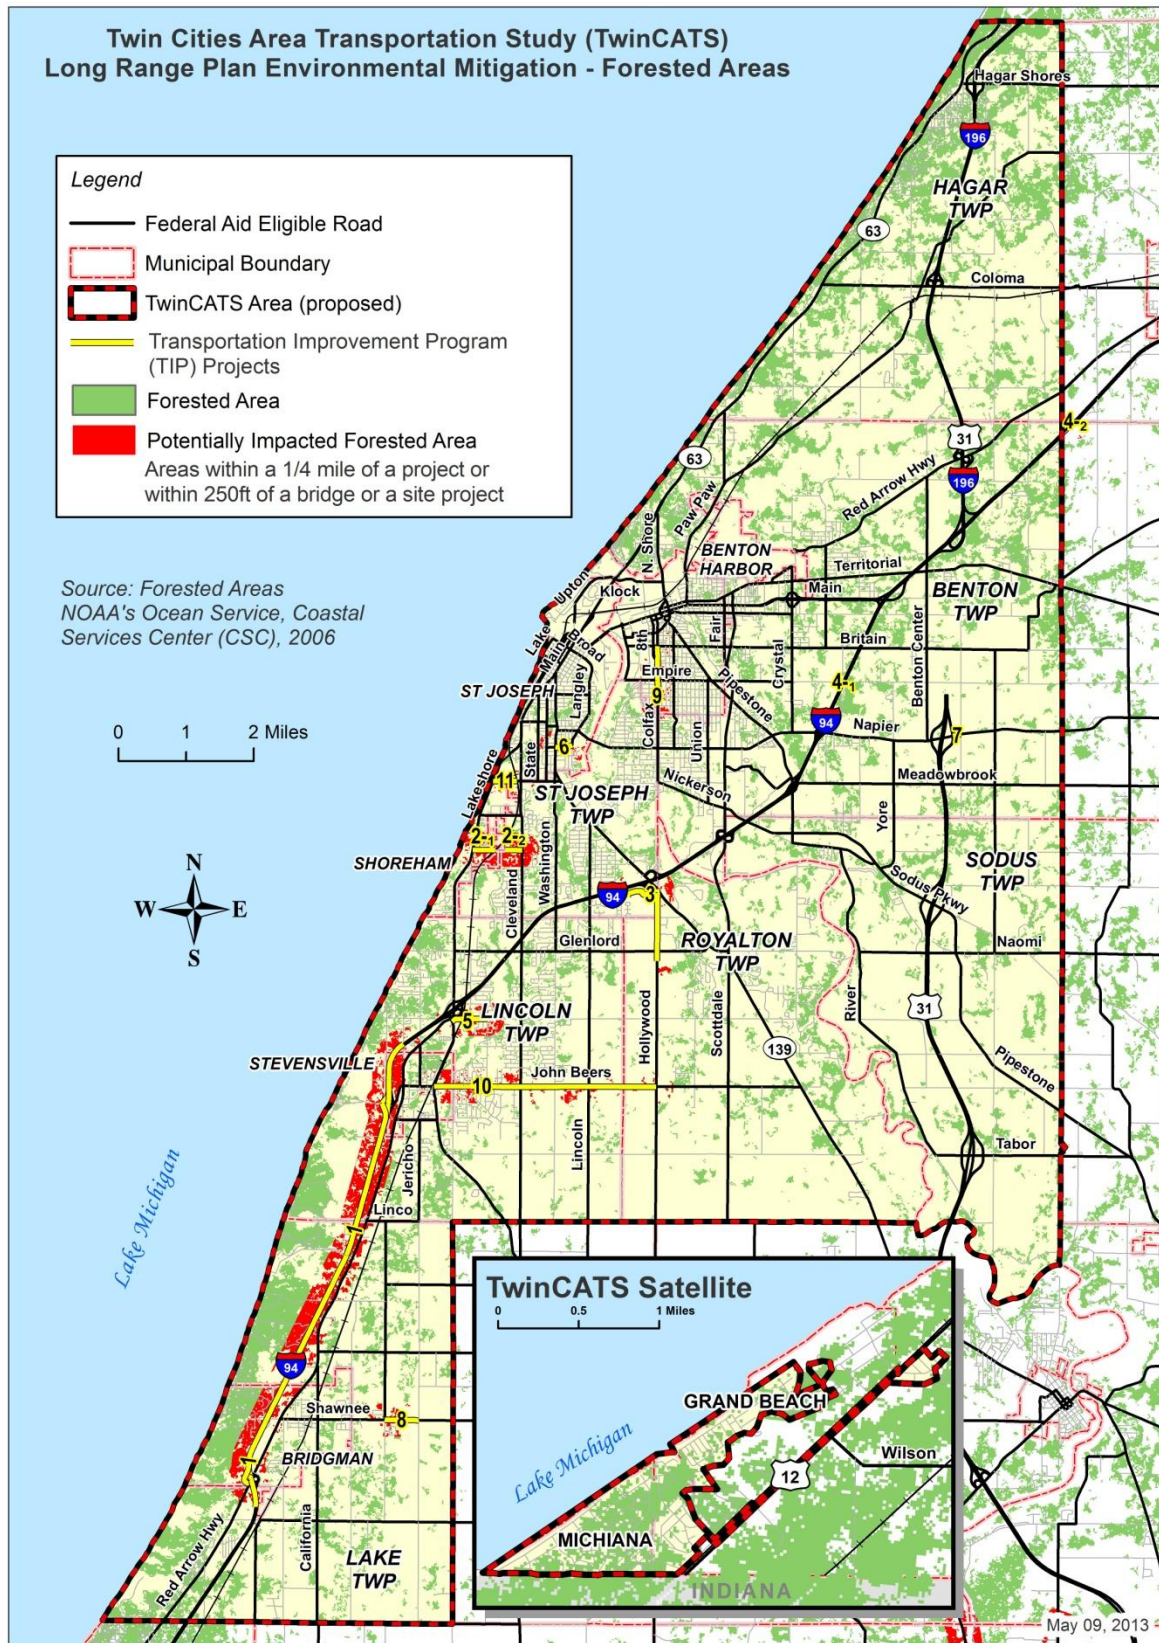 Twin Cities Area Transportation Study (TwinCATS)
Long Range Plan Environmental Mitigation - Forested Areas
Legend
Federal Aid Eligible Road
Municipal Boundary
TwinCATS Area (proposed)
Transportation Improvement Program
(TIP) Projects
Forested Area
Potentially Impacted Forested Area
Areas within a 1/4 mile of a project or
within 250ft of a bridge or a site project
Source: Forested Areas
NOAA's Ocean Service, Coastal
Services Center (CSC), 2006
0 1 2 Miles
N
W E
S
Hagar Shores
196
HAGAR
TWP
63
Coloma
4-2
31
63
Red Arrow Hwy
196
Paw Paw
N. Shore
BENTON
HARBOR
Territorial
Upton
Klock
Main
BENTON
TWP
Lake
Main
Broad
8th
Fair
Britain
Benton Center
Crystal
Empire
Pipestone
4-1
ST JOSEPH
Langley
9
Colfax
Union
94
Napier
7
6
State
Lakeshore
11
Nickerson
Meadowbrook
ST JOSEPH
TWP
Yore
2-1
2-2
Washington
SHOREHAM
SODUS
TWP
Sodus Pkwy
Cleveland
94
3
Glenlord
ROYALTON
TWP
Naomi
River
31
5
LINCOLN
TWP
Hollywood
Scottdale
139
STEVENSVILLE
John Beers
10
Pipestone
Lincoln
Tabor
Jericho
Linco
Lake Michigan
1
94
Shawnee
8
1
BRIDGMAN
California
Red Arrow Hwy
LAKE
TWP
TwinCATS Satellite
0 0.5 1 Miles
GRAND BEACH
Lake Michigan
Wilson
12
MICHIANA
INDIANA
May 09, 2013